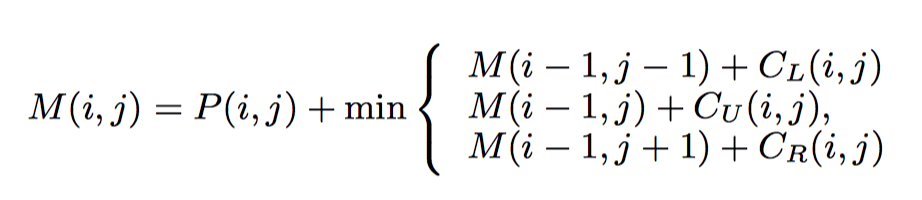 M(i − 1, j − 1) + C_L(i, j)
M(i, j) = P(i, j) + min { M(i − 1, j) + C_U(i, j),
M(i − 1, j + 1) + C_R(i, j)